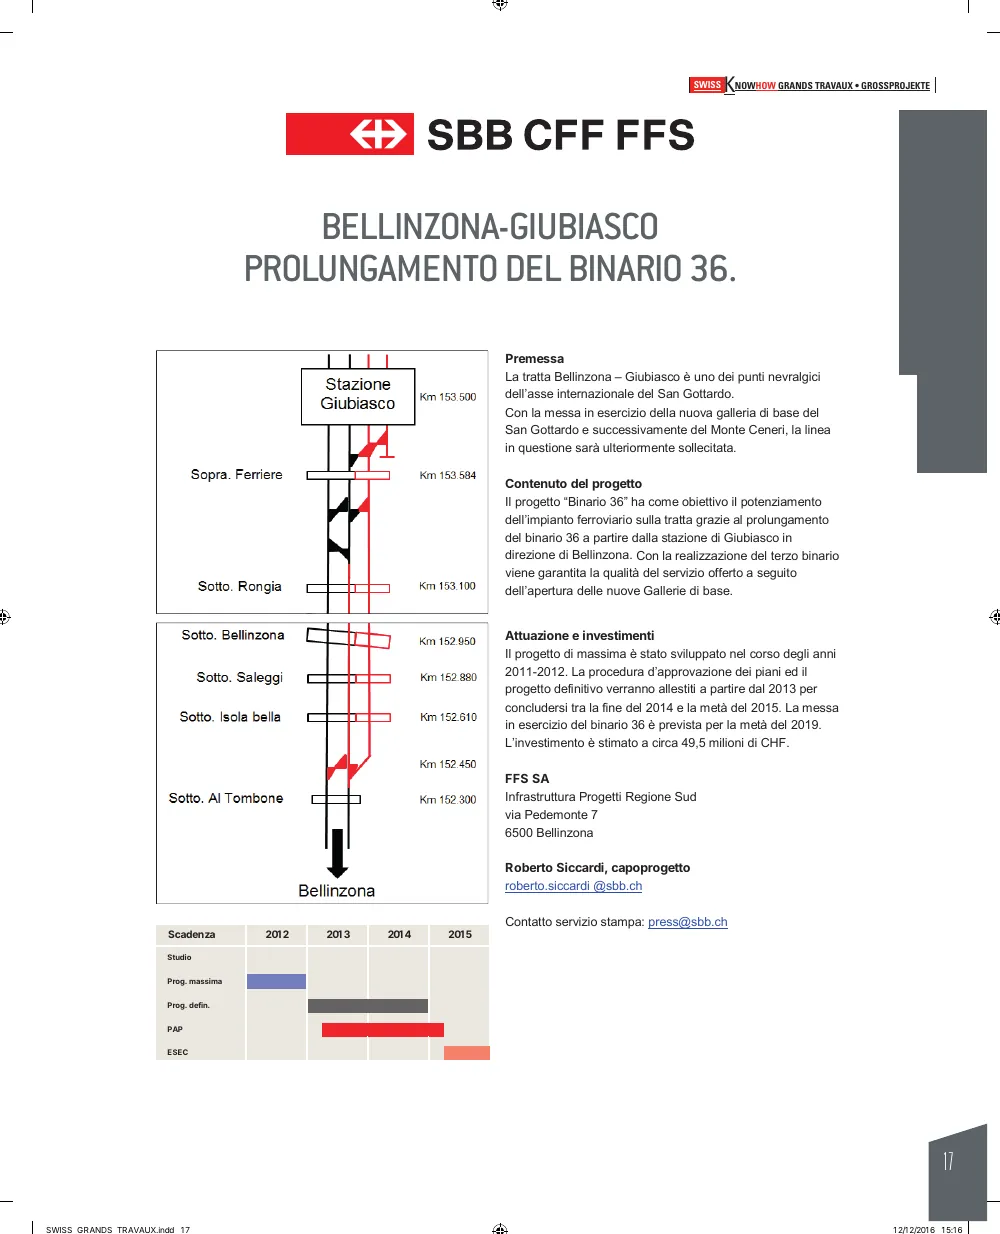 SWISS KNOWHOW GRANDS TRAVAUX • GROSSPROJEKTE
SBB CFF FFS
BELLINZONA-GIUBIASCO
PROLUNGAMENTO DEL BINARIO 36.
Stazione
Giubiasco
Km 153.500
Sopra. Ferriere
Km 153.584
Sotto. Rongia
Km 153.100
Sotto. Bellinzona
Km 152.950
Sotto. Saleggi
Km 152.880
Sotto. Isola bella
Km 152.610
Km 152.450
Sotto. Al Tombone
Km 152.300
Bellinzona
Scadenza 2012 2013 2014 2015
Studio
Prog. massima
Prog. defin.
PAP
ESEC
Premessa
La tratta Bellinzona – Giubiasco è uno dei punti nevralgici
dell’asse internazionale del San Gottardo.
Con la messa in esercizio della nuova galleria di base del
San Gottardo e successivamente del Monte Ceneri, la linea
in questione sarà ulteriormente sollecitata.
Contenuto del progetto
Il progetto “Binario 36” ha come obiettivo il potenziamento
dell’impianto ferroviario sulla tratta grazie al prolungamento
del binario 36 a partire dalla stazione di Giubiasco in
direzione di Bellinzona. Con la realizzazione del terzo binario
viene garantita la qualità del servizio offerto a seguito
dell’apertura delle nuove Gallerie di base.
Attuazione e investimenti
Il progetto di massima è stato sviluppato nel corso degli anni
2011-2012. La procedura d’approvazione dei piani ed il
progetto definitivo verranno allestiti a partire dal 2013 per
concludersi tra la fine del 2014 e la metà del 2015. La messa
in esercizio del binario 36 è prevista per la metà del 2019.
L’investimento è stimato a circa 49,5 milioni di CHF.
FFS SA
Infrastruttura Progetti Regione Sud
via Pedemonte 7
6500 Bellinzona
Roberto Siccardi, capoprogetto
roberto.siccardi @sbb.ch
Contatto servizio stampa: press@sbb.ch
17
SWISS GRANDS TRAVAUX.indd 17
12/12/2016 15:16